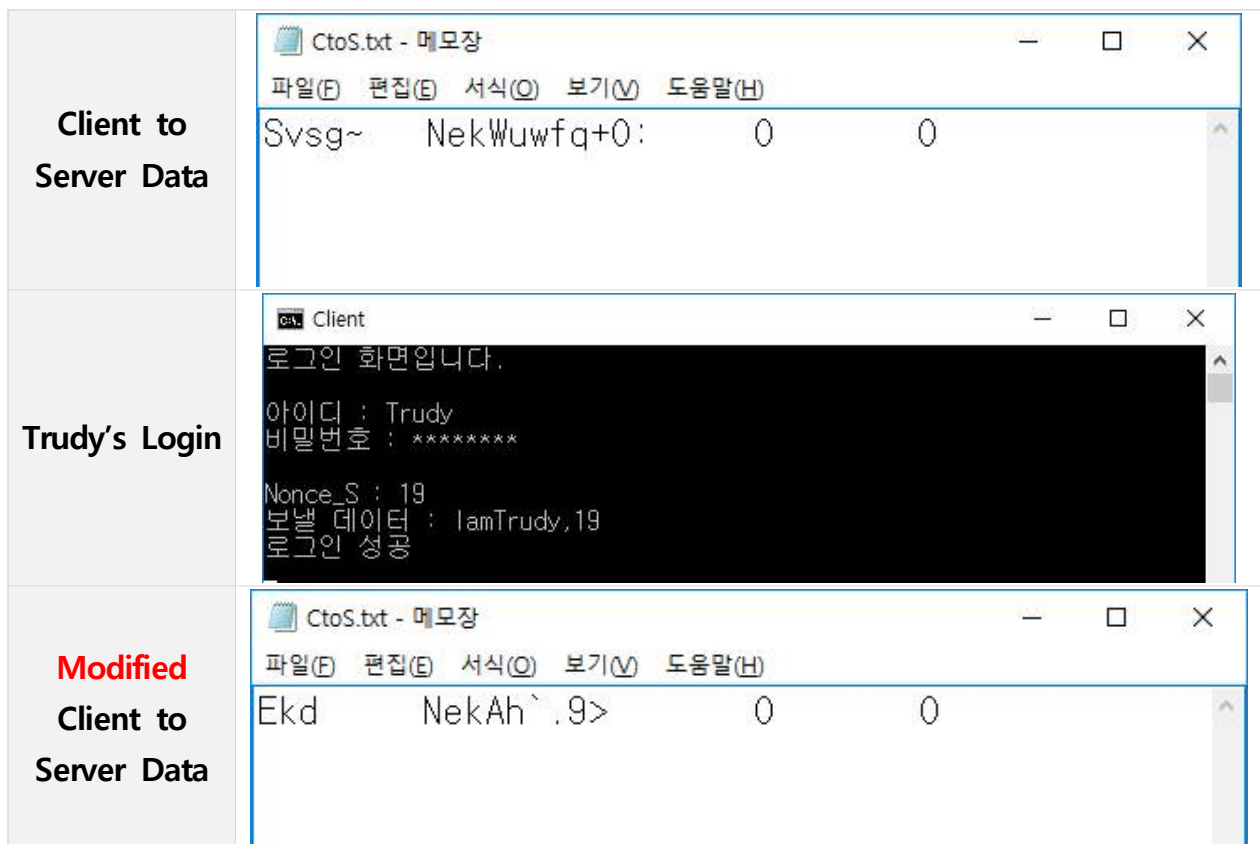 Client to
Server Data
CtoS.txt - 메모장
파일(F) 편집(E) 서식(O) 보기(V) 도움말(H)
Svsg~ NekWuwfq+0: 0 0
Trudy's Login
Client
로그인 화면입니다.
아이디 : Trudy
비밀번호 : ********
Nonce_S : 19
보낼 데이터 : IamTrudy,19
로그인 성공
Modified
Client to
Server Data
CtoS.txt - 메모장
파일(F) 편집(E) 서식(O) 보기(V) 도움말(H)
Ekd NekAh`.9> 0 0